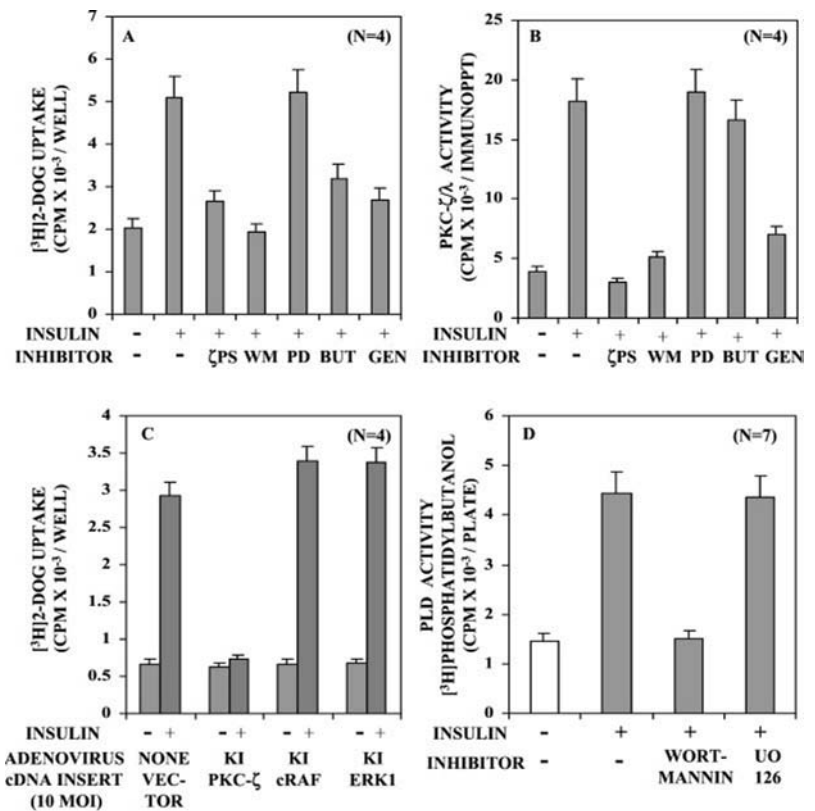 A (N=4)
[³H]2-DOG UPTAKE
(CPM X 10⁻³ / WELL)
7
6
5
4
3
2
1
0
INSULIN - + + + + + +
INHIBITOR - - ζPS WM PD BUT GEN
B (N=4)
PKC-ζ/λ ACTIVITY
(CPM X 10⁻³ / IMMUNOPPT)
25
20
15
10
5
0
INSULIN - + + + + + +
INHIBITOR - - ζPS WM PD BUT GEN
C (N=4)
[³H]2-DOG UPTAKE
(CPM X 10⁻³ / WELL)
4
3.5
3
2.5
2
1.5
1
0.5
0
INSULIN - + - + - + - +
ADENOVIRUS NONE KI KI KI
cDNA INSERT VEC- PKC-ζ cRAF ERK1
(10 MOI) TOR
D (N=7)
PLD ACTIVITY
[³H]PHOSPHATIDYLBUTANOL
(CPM X 10⁻³ / PLATE)
6
5
4
3
2
1
0
INSULIN - + + +
INHIBITOR: - - WORT- UO
MANNIN 126